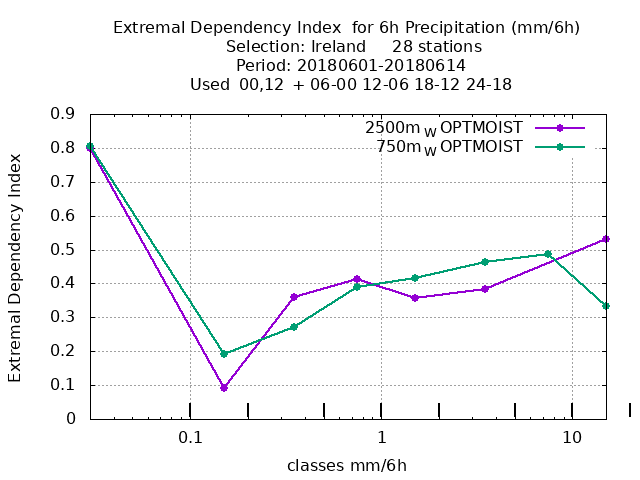 Extremal Dependency Index  for 6h Precipitation (mm/6h)
Selection: Ireland     28 stations
Period: 20180601-20180614
Used  00,12  + 06-00 12-06 18-12 24-18
2500m W OPTMOIST
750m W OPTMOIST
Extremal Dependency Index
0.9
0.8
0.7
0.6
0.5
0.4
0.3
0.2
0.1
0
0.1 1 10
classes mm/6h